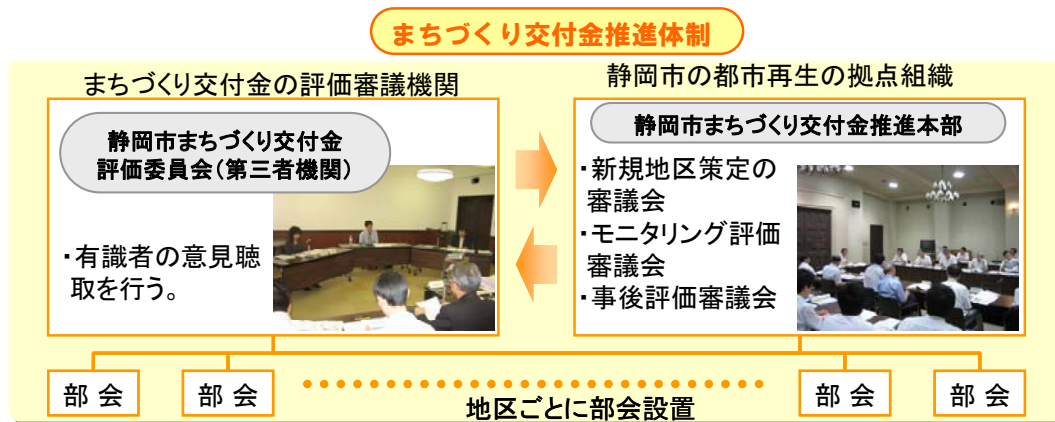 まちづくり交付金推進体制
まちづくり交付金の評価審議機関
静岡市まちづくり交付金
評価委員会(第三者機関)
・有識者の意見聴
取を行う。
静岡市の都市再生の拠点組織
静岡市まちづくり交付金推進本部
・新規地区策定の
審議会
・モニタリング評価
審議会
・事後評価審議会
部 会
部 会
地区ごとに部会設置
部 会
部 会